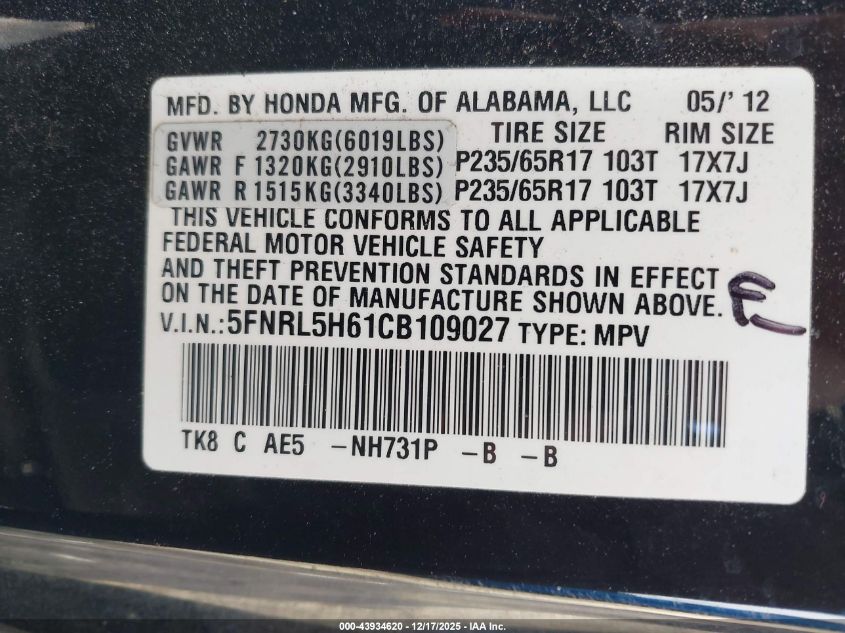 MFD. BY HONDA MFG. OF ALABAMA, LLC 05/' 12
GVWR 2730KG(6019LBS) TIRE SIZE RIM SIZE
GAWR F 1320KG(2910LBS) P235/65R17 103T 17X7J
GAWR R 1515KG(3340LBS) P235/65R17 103T 17X7J
THIS VEHICLE CONFORMS TO ALL APPLICABLE
FEDERAL MOTOR VEHICLE SAFETY
AND THEFT PREVENTION STANDARDS IN EFFECT
ON THE DATE OF MANUFACTURE SHOWN ABOVE.
V.I.N.:5FNRL5H61CB109027 TYPE: MPV
TK8 C AE5 -NH731P -B -B
000-43934620 - 12/17/2025 - IAA Inc.